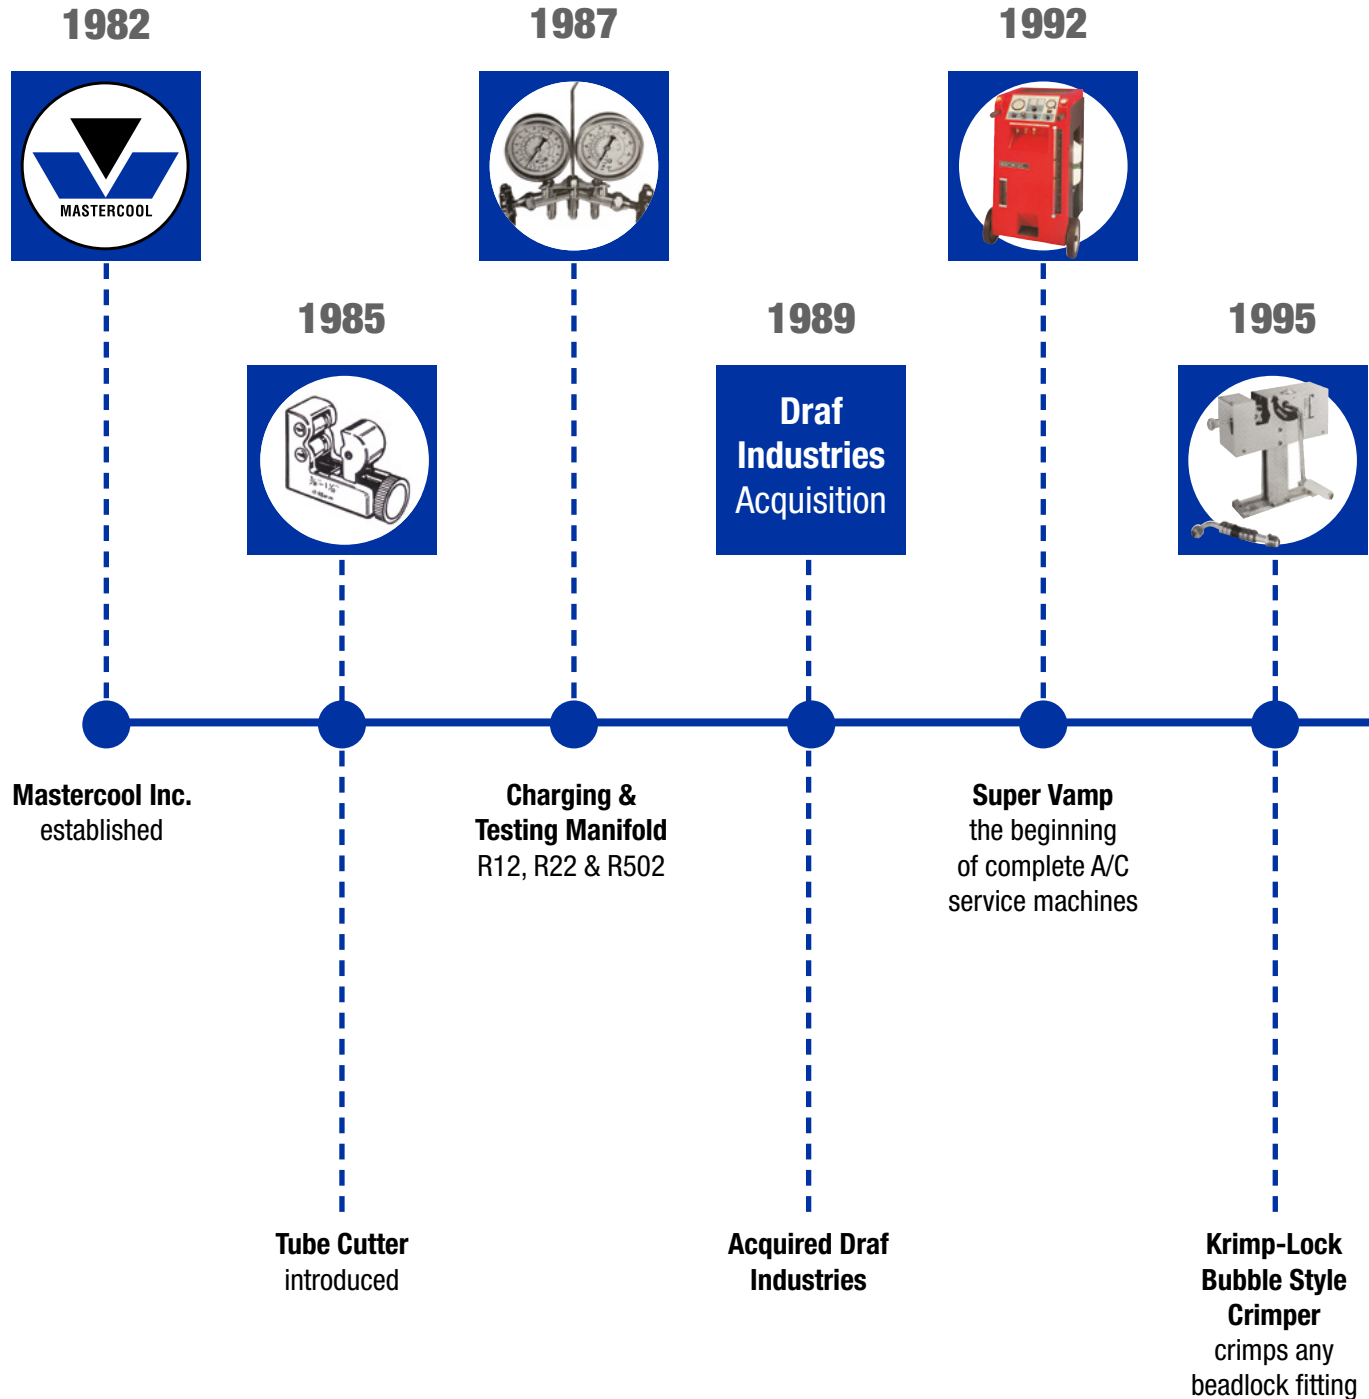 1982
MASTERCOOL
Mastercool Inc.
established
1985
Tube Cutter
introduced
1987
Charging &
Testing Manifold
R12, R22 & R502
1989
Draf
Industries
Acquisition
Acquired Draf
Industries
1992
Super Vamp
the beginning
of complete A/C
service machines
1995
Krimp-Lock
Bubble Style
Crimper
crimps any
beadlock fitting